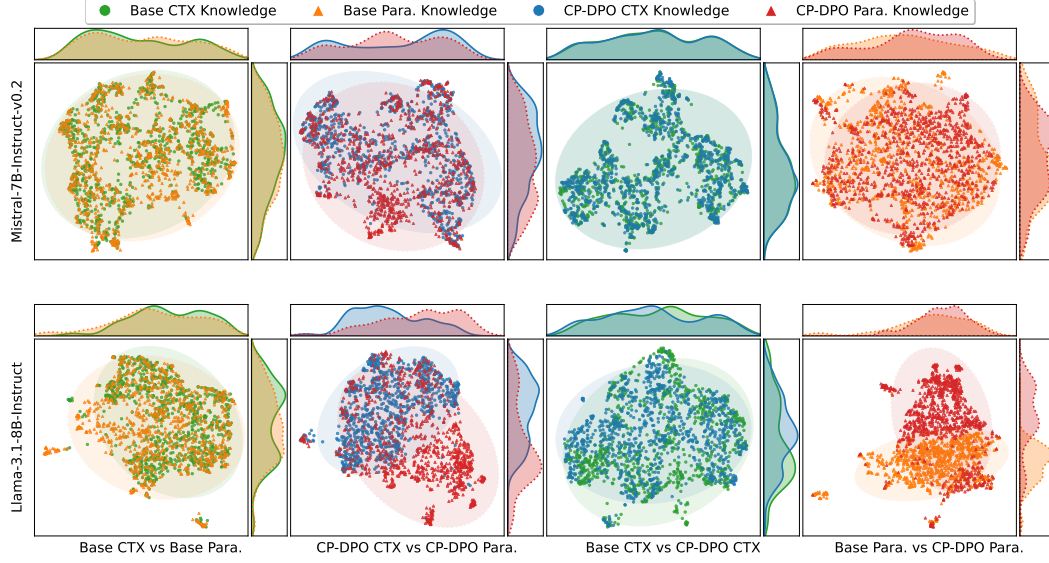 Base CTX Knowledge Base Para. Knowledge CP-DPO CTX Knowledge CP-DPO Para. Knowledge
Mistral-7B-Instruct-v0.2
Llama-3.1-8B-Instruct
Base CTX vs Base Para. CP-DPO CTX vs CP-DPO Para. Base CTX vs CP-DPO CTX Base Para. vs CP-DPO Para.